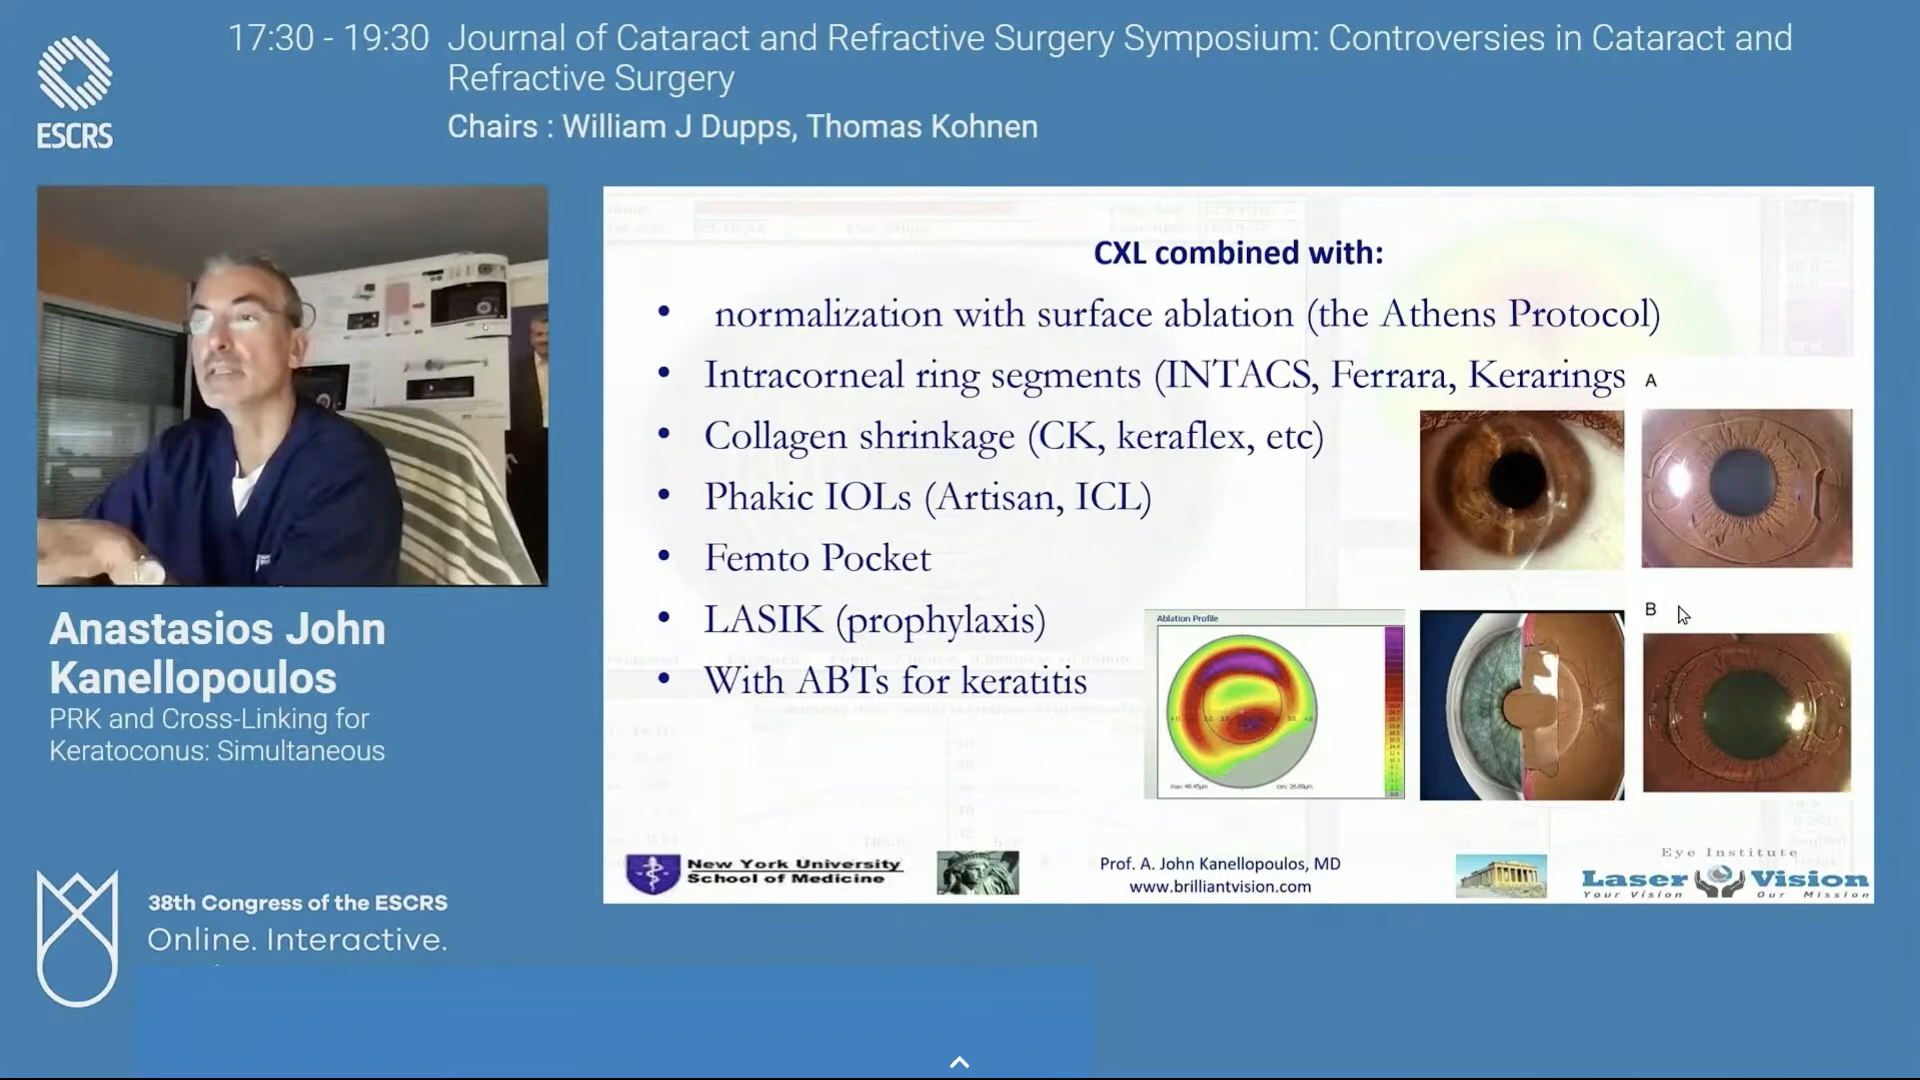 17:30 - 19:30 Journal of Cataract and Refractive Surgery Symposium: Controversies in Cataract and
Refractive Surgery
Chairs : William J Dupps, Thomas Kohnen
ESCRS
Anastasios John
Kanellopoulos
PRK and Cross-Linking for
Keratoconus: Simultaneous
38th Congress of the ESCRS
Online. Interactive.
CXL combined with:
• normalization with surface ablation (the Athens Protocol)
• Intracorneal ring segments (INTACS, Ferrara, Kerarings
• Collagen shrinkage (CK, keraflex, etc)
• Phakic IOLs (Artisan, ICL)
• Femto Pocket
• LASIK (prophylaxis)
• With ABTs for keratitis
A
B
Ablation Profile
New York University
School of Medicine
Prof. A. John Kanellopoulos, MD
www.brilliantvision.com
Eye Institute
Laser Vision
Your Vision Our Mission